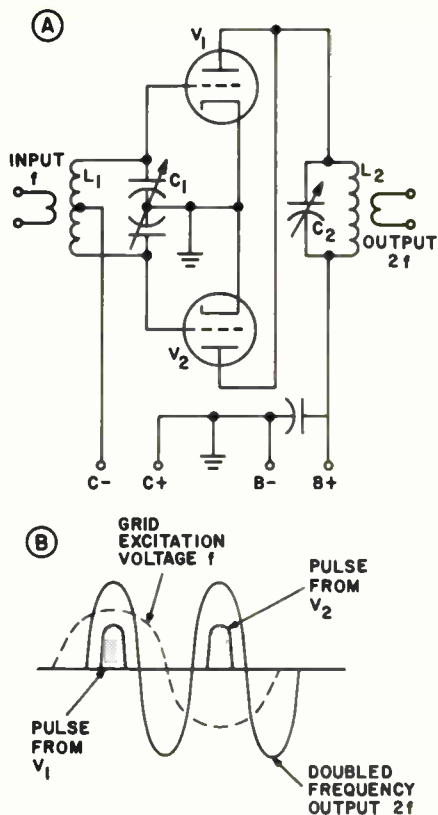 A
V₁
INPUT
f
L₁
C₁
L₂
C₂
OUTPUT
2f
V₂
C-
C+
B-
B+
B
GRID
EXCITATION
VOLTAGE f
PULSE
FROM
V₂
PULSE
FROM
V₁
DOUBLED
FREQUENCY
OUTPUT 2f